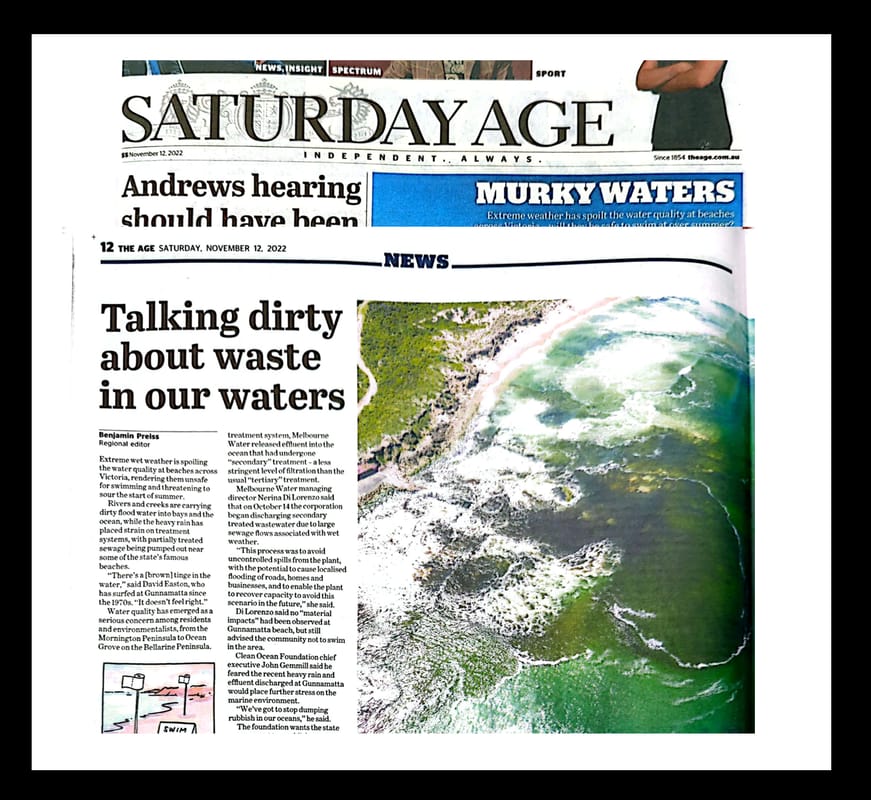 NEWS, INSIGHT
SPECTRUM
SPORT
SATURDAY AGE
November 12, 2022
INDEPENDENT. ALWAYS.
Since 1854 theage.com.au
Andrews hearing
should have been
MURKY WATERS
Extreme weather has spoilt the water quality at beaches
across Victoria – will they be safe to swim at over summer?
12 THE AGE SATURDAY, NOVEMBER 12, 2022
NEWS
Talking dirty
about waste
in our waters
Benjamin Preiss
Regional editor
Extreme wet weather is spoiling
the water quality at beaches across
Victoria, rendering them unsafe
for swimming and threatening to
sour the start of summer.
Rivers and creeks are carrying
dirty flood water into bays and the
ocean, while the heavy rain has
placed strain on treatment
systems, with partially treated
sewage being pumped out near
some of the state's famous
beaches.
"There's a [brown] tinge in the
water," said David Easton, who
has surfed at Gunnamatta since
the 1970s. "It doesn't feel right."
Water quality has emerged as a
serious concern among residents
and environmentalists, from the
Mornington Peninsula to Ocean
Grove on the Bellarine Peninsula.
SWIM
treatment system, Melbourne
Water released effluent into the
ocean that had undergone
"secondary" treatment – a less
stringent level of filtration than the
usual "tertiary" treatment.
Melbourne Water managing
director Nerina Di Lorenzo said
that on October 14 the corporation
began discharging secondary
treated wastewater due to large
sewage flows associated with wet
weather.
"This process was to avoid
uncontrolled spills from the plant,
with the potential to cause localised
flooding of roads, homes and
businesses, and to enable the plant
to recover capacity to avoid this
scenario in the future," she said.
Di Lorenzo said no "material
impacts" had been observed at
Gunnamatta beach, but still
advised the community not to swim
in the area.
Clean Ocean Foundation chief
executive John Gemmill said he
feared the recent heavy rain and
effluent discharged at Gunnamatta
would place further stress on the
marine environment.
"We've got to stop dumping
rubbish in our oceans," he said.
The foundation wants the state